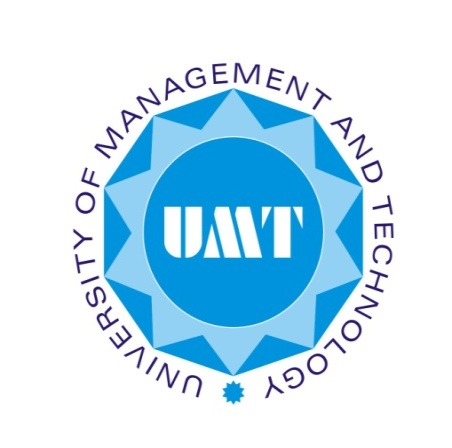 UNIVERSITY OF MANAGEMENT AND TECHNOLOGY
UMT